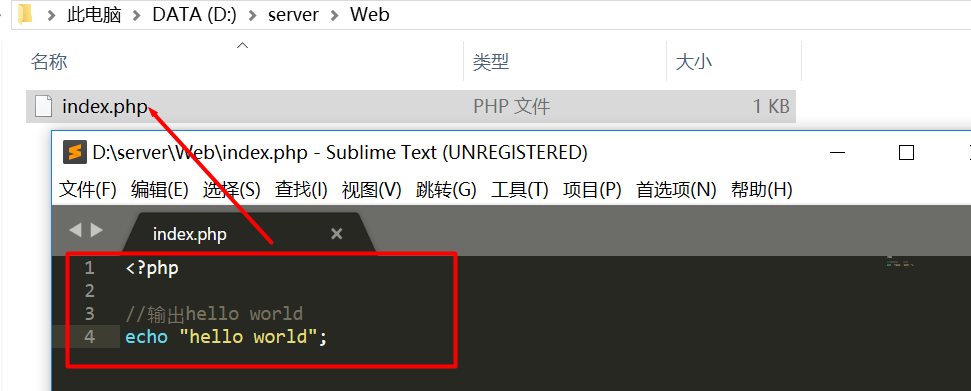 此电脑 > DATA (D:) > server > Web
名称 类型 大小
index.php PHP 文件 1 KB
D:\server\Web\index.php - Sublime Text (UNREGISTERED)
文件(F) 编辑(E) 选择(S) 查找(I) 视图(V) 跳转(G) 工具(T) 项目(P) 首选项(N) 帮助(H)
index.php
1 <?php
2
3 //输出hello world
4 echo "hello world";